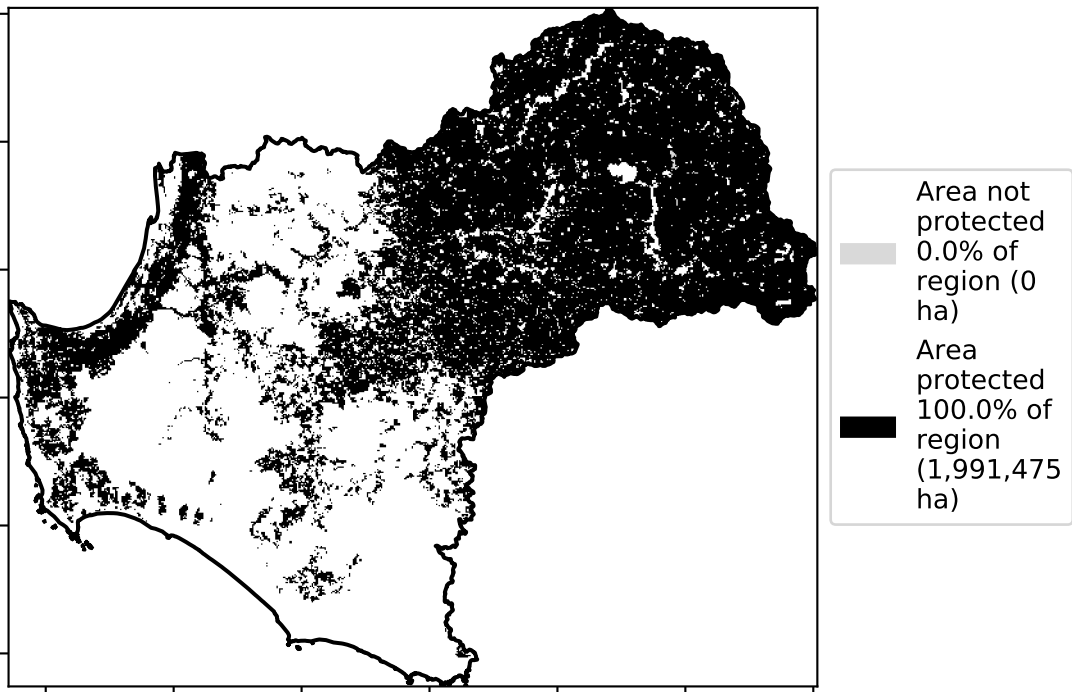 Area not
protected
0.0% of
region (0
ha)
Area
protected
100.0% of
region
(1,991,475
ha)